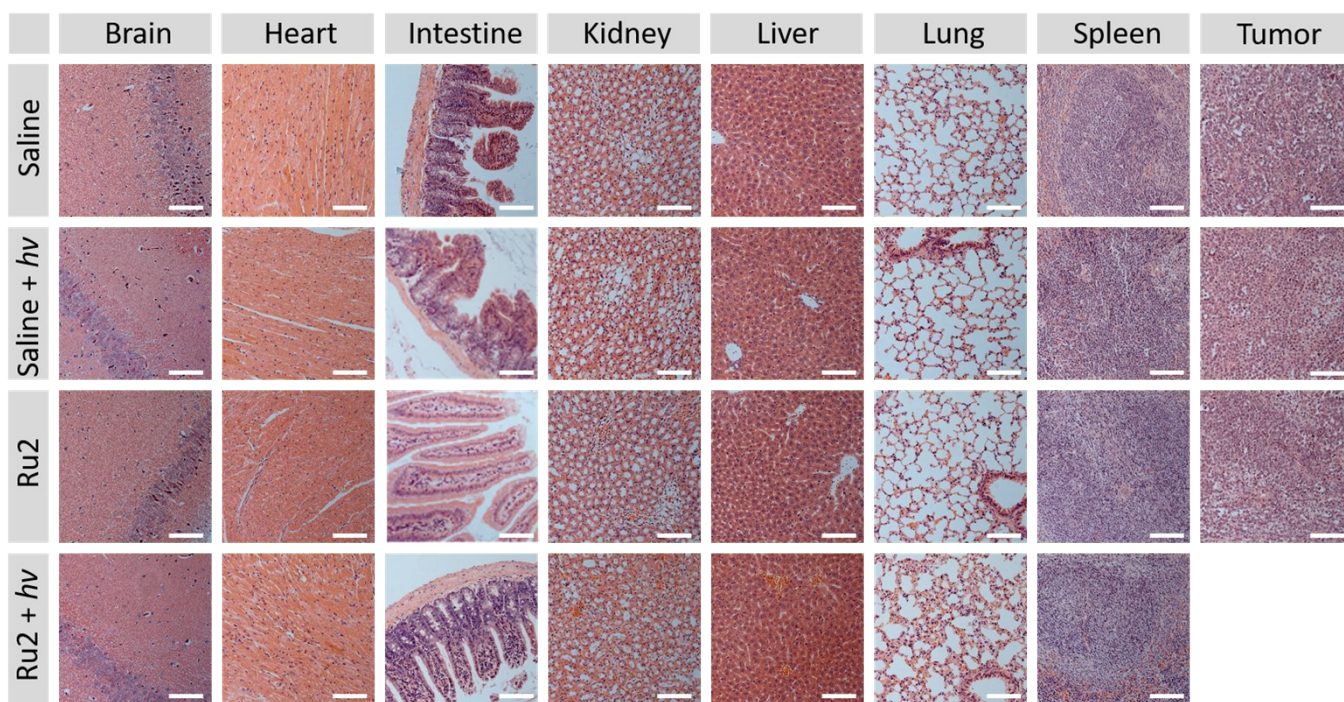 Brain Heart Intestine Kidney Liver Lung Spleen Tumor
Saline
Saline + hv
Ru2
Ru2 + hv